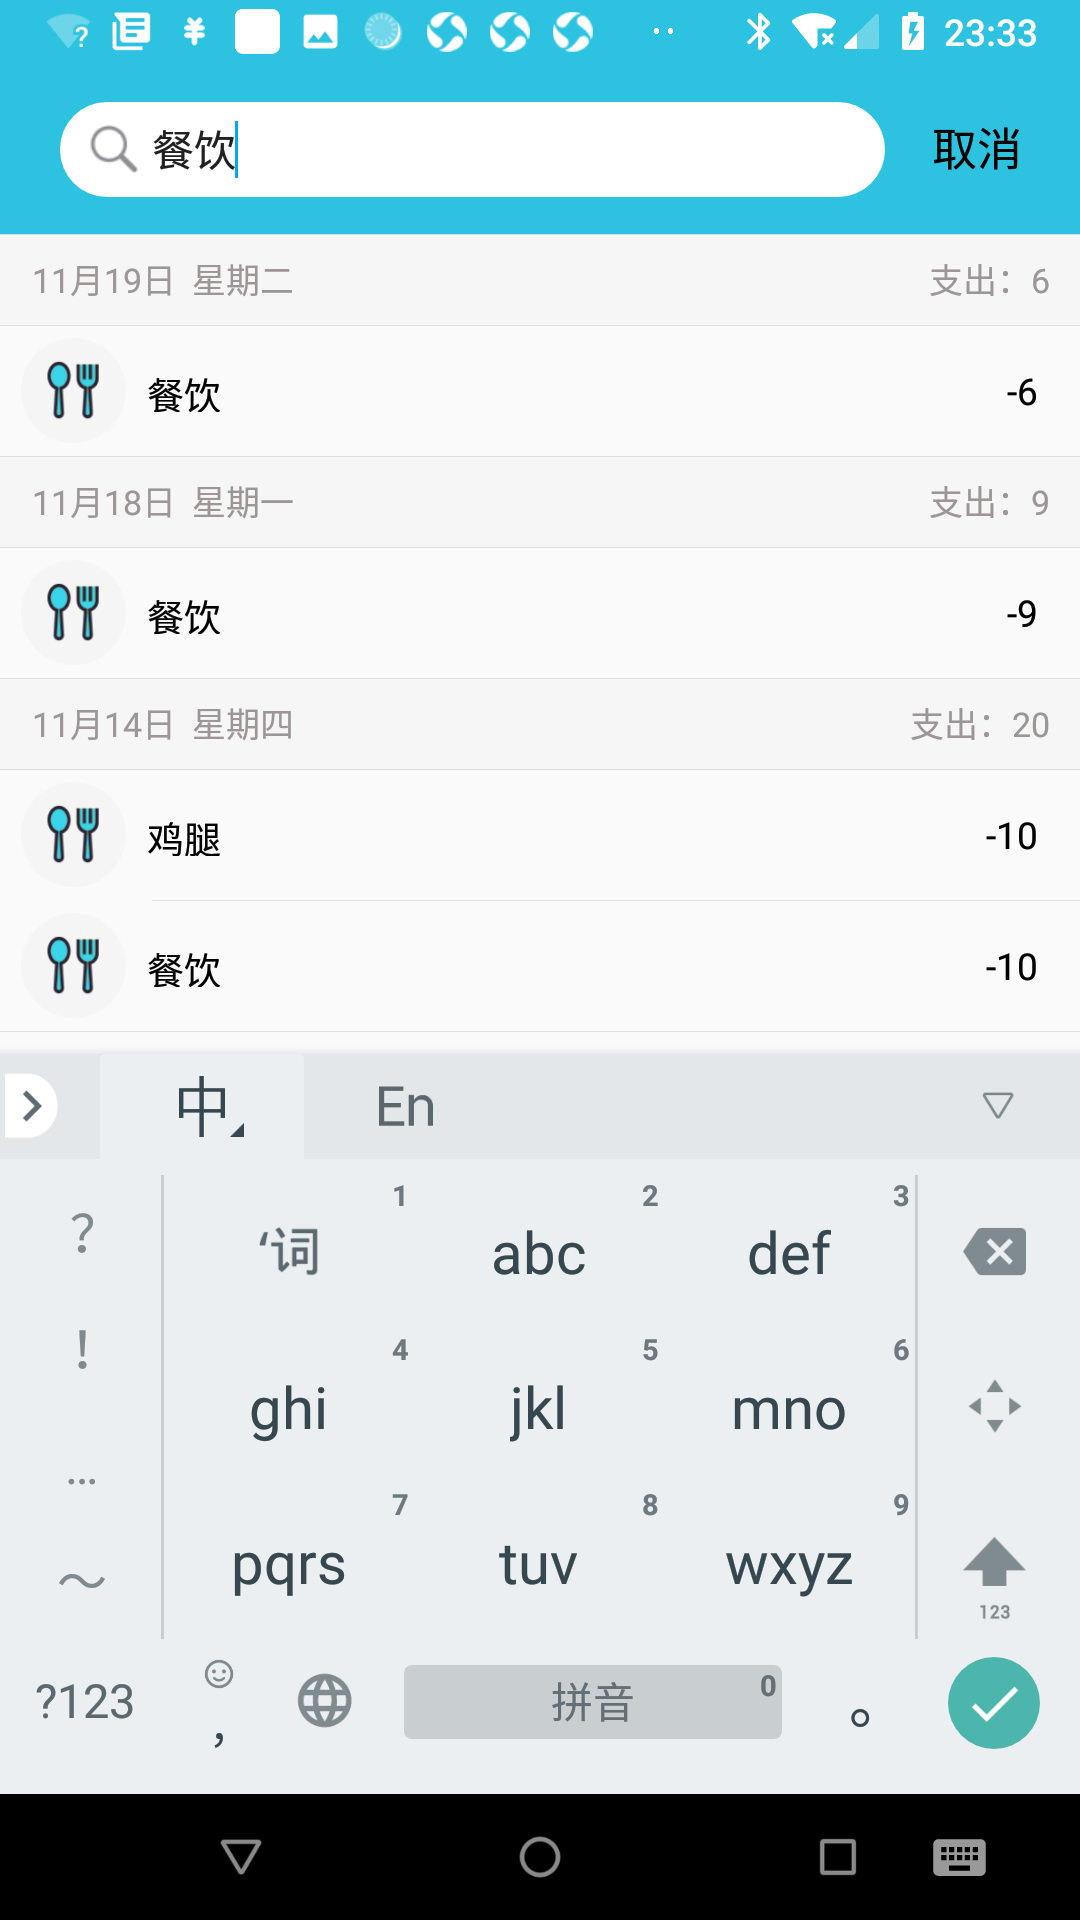 23:33
餐饮
取消
11月19日 星期二 支出：6
餐饮 -6
11月18日 星期一 支出：9
餐饮 -9
11月14日 星期四 支出：20
鸡腿 -10
餐饮 -10
中 En
? 1 2 3
‘词 abc def
! 4 5 6
ghi jkl mno
… 7 8 9
～ pqrs tuv wxyz
123
?123 ， 拼音 0 。